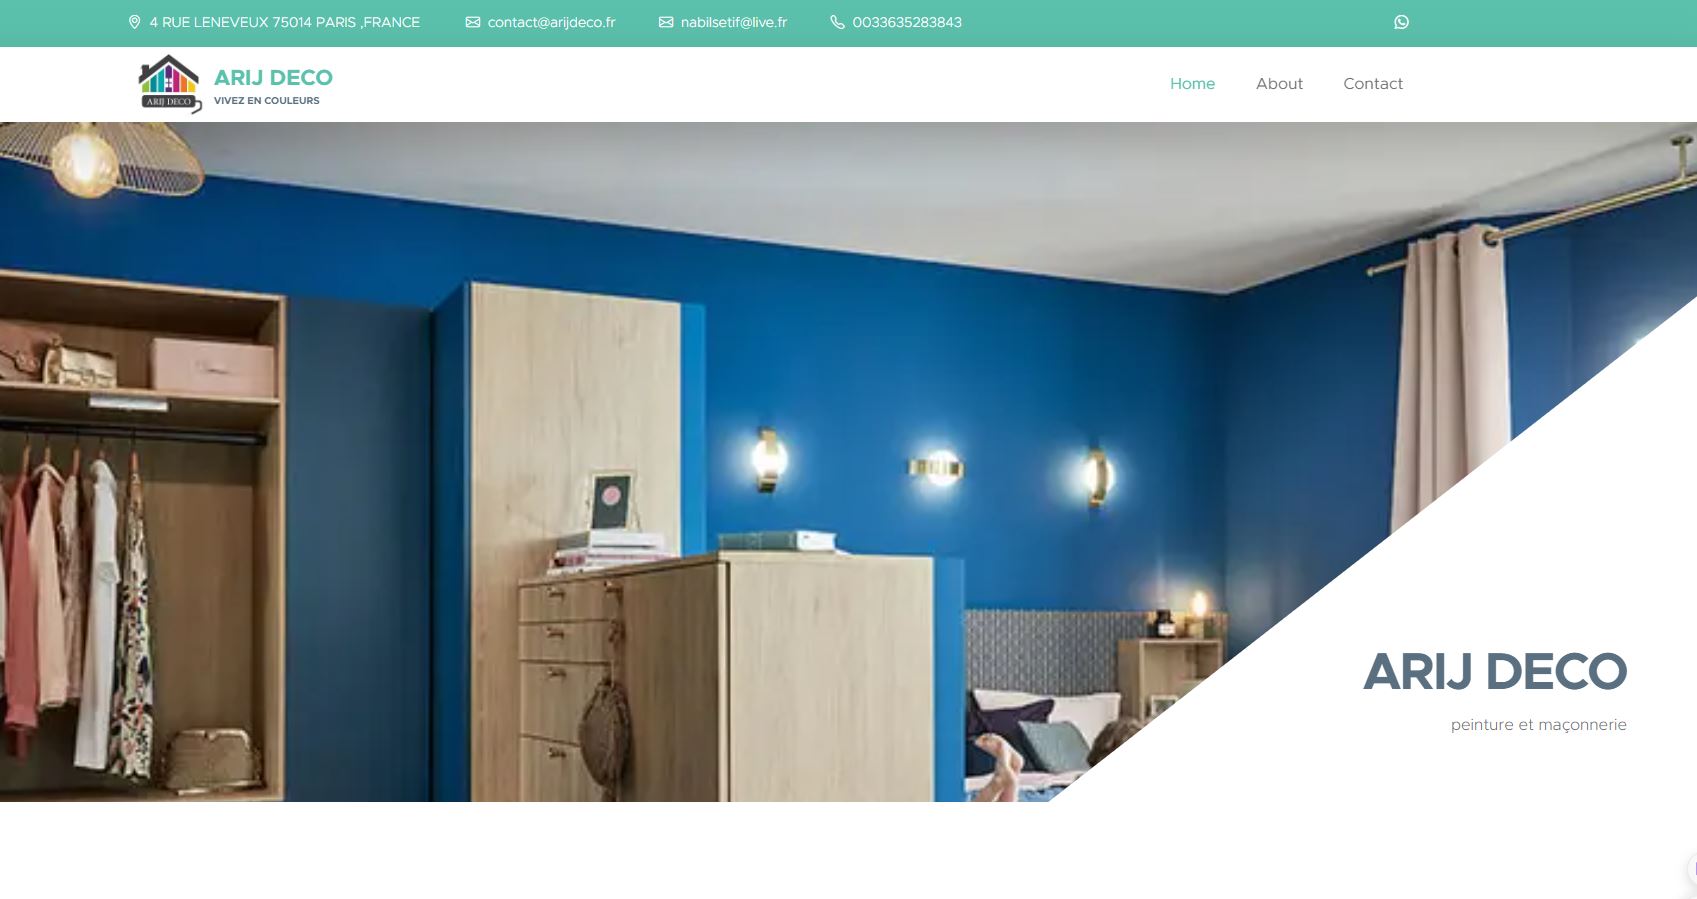 4 RUE LENEVEUX 75014 PARIS ,FRANCE
contact@arijdeco.fr
nabilsetif@live.fr
0033635283843
ARIJ DECO
ARIJ DECO
VIVEZ EN COULEURS
Home
About
Contact
ARIJ DECO
peinture et maçonnerie